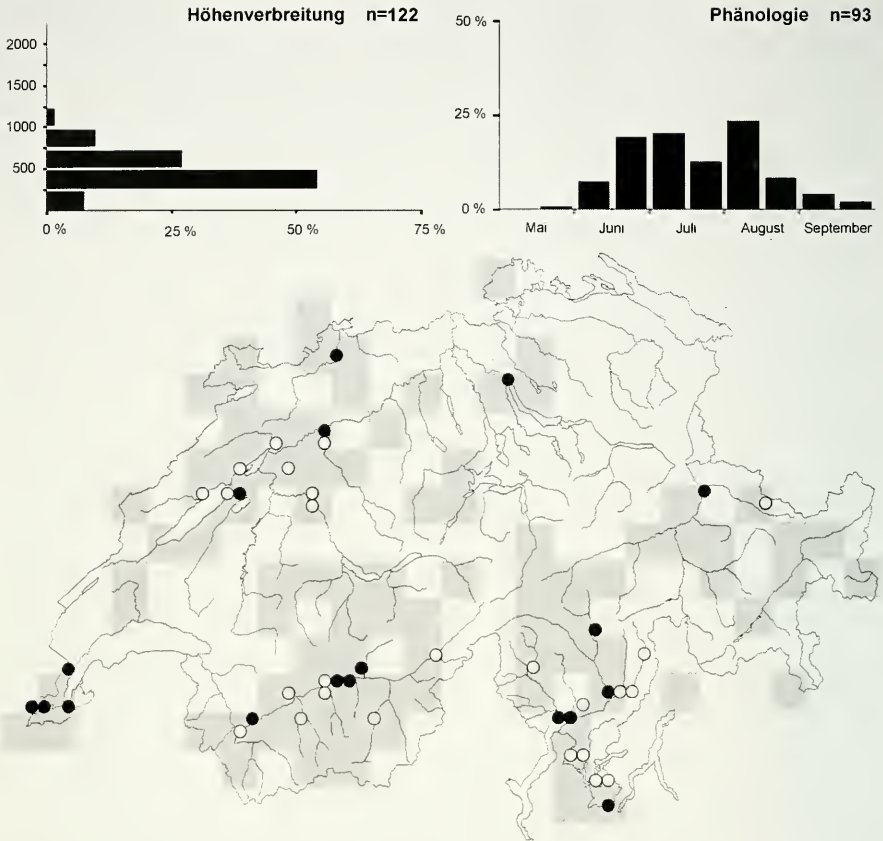 Höhenverbreitung n=122
2000
1500
1000
500
0 % 25 % 50 % 75 %
Phänologie n=93
50 %
25 %
0 %
Mai Juni Juli August September